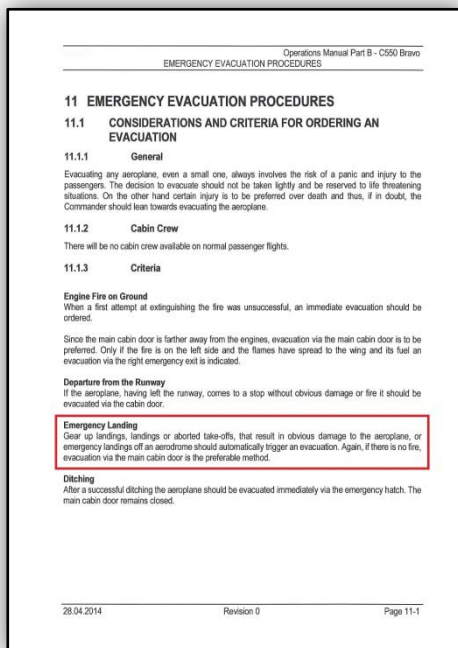 Operations Manual Part B - C550 Bravo
EMERGENCY EVACUATION PROCEDURES
11 EMERGENCY EVACUATION PROCEDURES
11.1 CONSIDERATIONS AND CRITERIA FOR ORDERING AN
EVACUATION
11.1.1 General
Evacuating any aeroplane, even a small one, always involves the risk of a panic and injury to the
passengers. The decision to evacuate should not be taken lightly and be reserved to life threatening
situations. On the other hand certain injury is to be preferred over death and thus, if in doubt, the
Commander should lean towards evacuating the aeroplane.
11.1.2 Cabin Crew
There will be no cabin crew available on normal passenger flights.
11.1.3 Criteria
Engine Fire on Ground
When a first attempt at extinguishing the fire was unsuccessful, an immediate evacuation should be
ordered.
Since the main cabin door is farther away from the engines, evacuation via the main cabin door is to be
preferred. Only if the fire is on the left side and the flames have spread to the wing and its fuel an
evacuation via the right emergency exit is indicated.
Departure from the Runway
If the aeroplane, having left the runway, comes to a stop without obvious damage or fire it should be
evacuated via the cabin door.
Emergency Landing
Gear up landings, landings or aborted take-offs, that result in obvious damage to the aeroplane, or
emergency landings off an aerodrome should automatically trigger an evacuation. Again, if there is no fire,
evacuation via the main cabin door is the preferable method.
Ditching
After a successful ditching the aeroplane should be evacuated immediately via the emergency hatch. The
main cabin door remains closed.
28.04.2014 Revision 0 Page 11-1